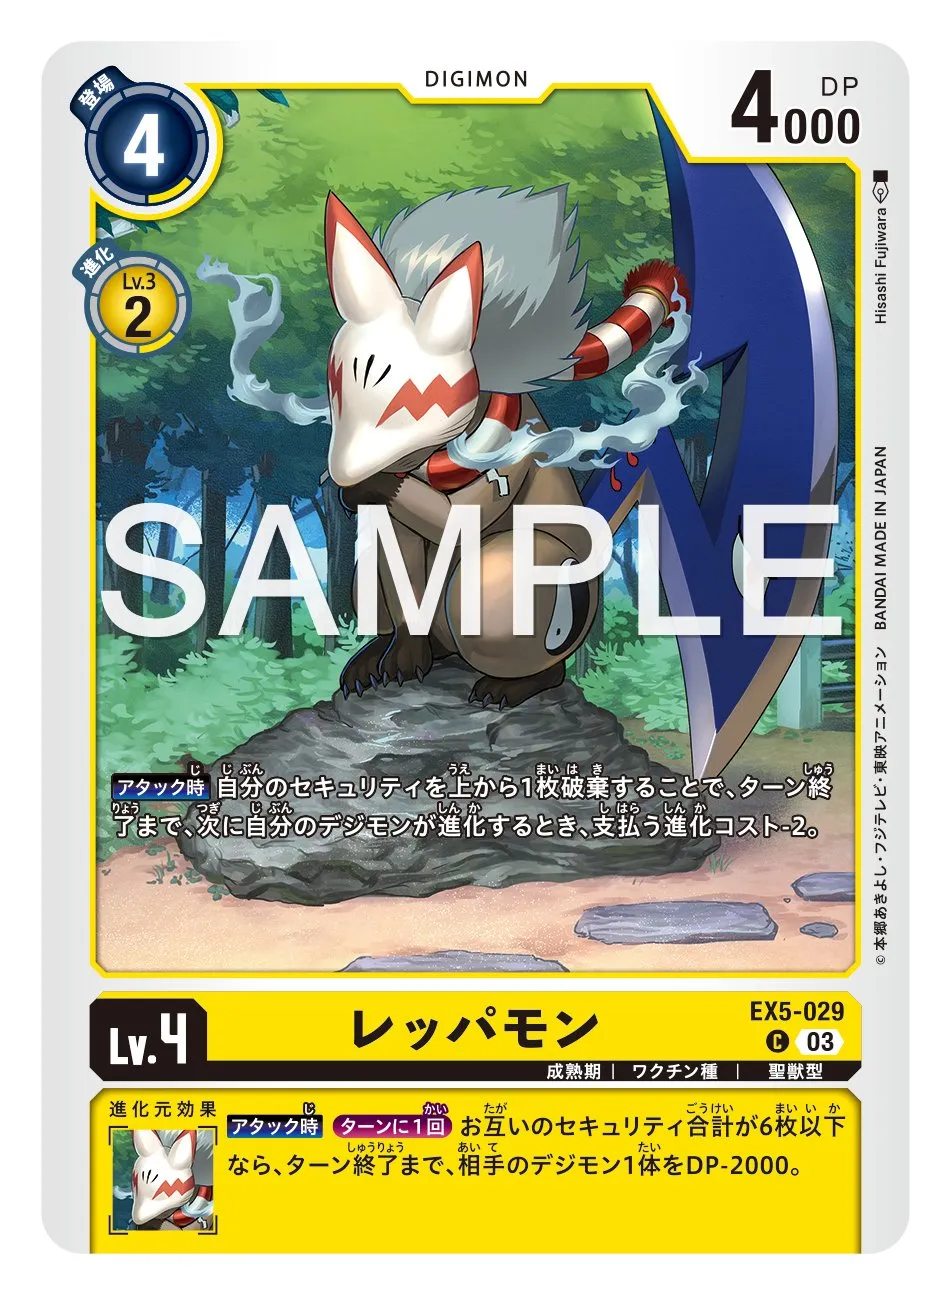 DIGIMON
登場
4
DP
4000
進化
Lv.3
2
Hisashi Fujiwara
BANDAI MADE IN JAPAN
©本郷あきよし・フジテレビ・東映アニメーション
SAMPLE
アタック時 自分のセキュリティを上から1枚破棄することで、ターン終
了まで、次に自分のデジモンが進化するとき、支払う進化コスト-2。
Lv.4
レッパモン
EX5-029
C 03
成熟期 | ワクチン種 | 聖獣型
進化元効果
アタック時 ターンに1回 お互いのセキュリティ合計が6枚以下
なら、ターン終了まで、相手のデジモン1体をDP-2000。